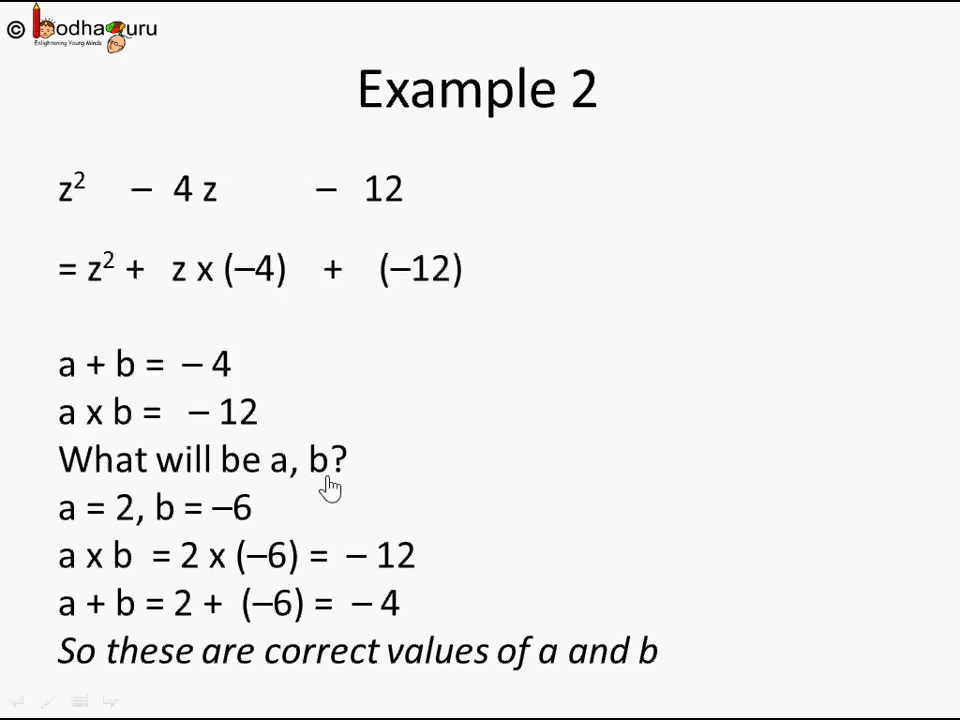 © bodhaguru
Enlightening Young Minds
Example 2
z² – 4 z – 12
= z² + z x (–4) + (–12)
a + b = – 4
a x b = – 12
What will be a, b?
a = 2, b = –6
a x b = 2 x (–6) = – 12
a + b = 2 + (–6) = – 4
So these are correct values of a and b